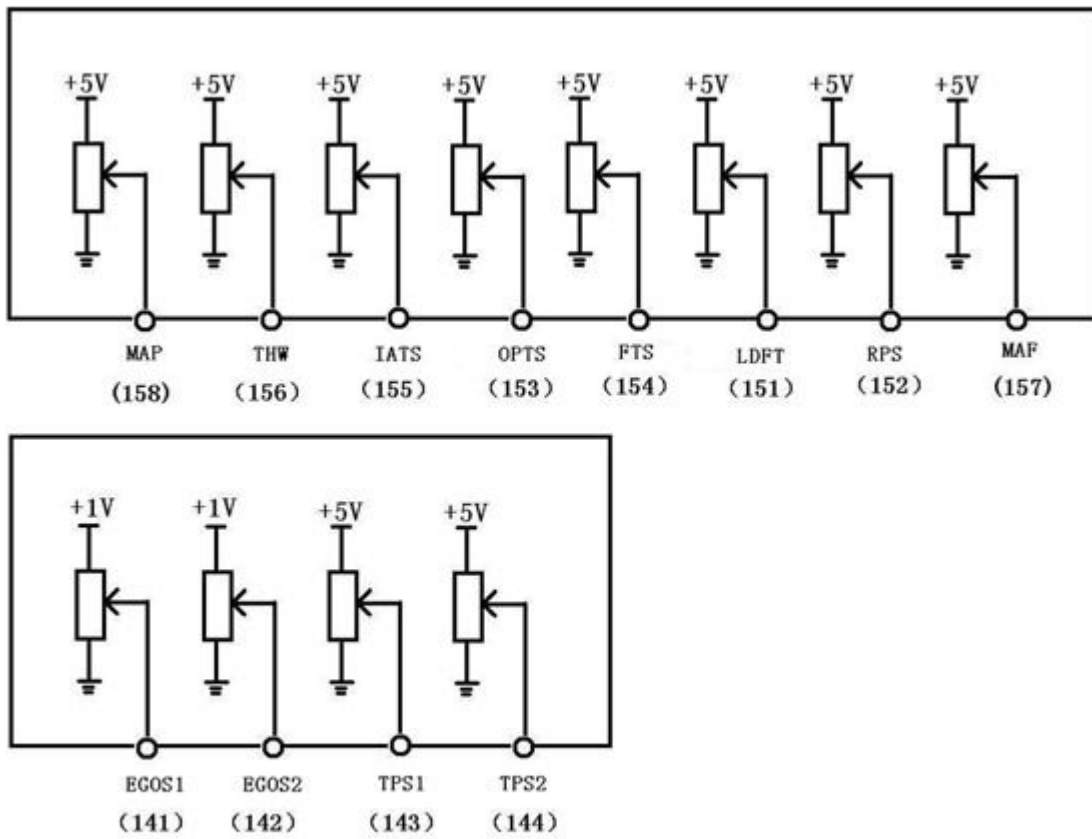 +5V +5V +5V +5V +5V +5V +5V +5V
MAP THW IATS OPTS FTS LDFT RPS MAF
(158) (156) (155) (153) (154) (151) (152) (157)
+1V +1V +5V +5V
EGOS1 EGOS2 TPS1 TPS2
(141) (142) (143) (144)